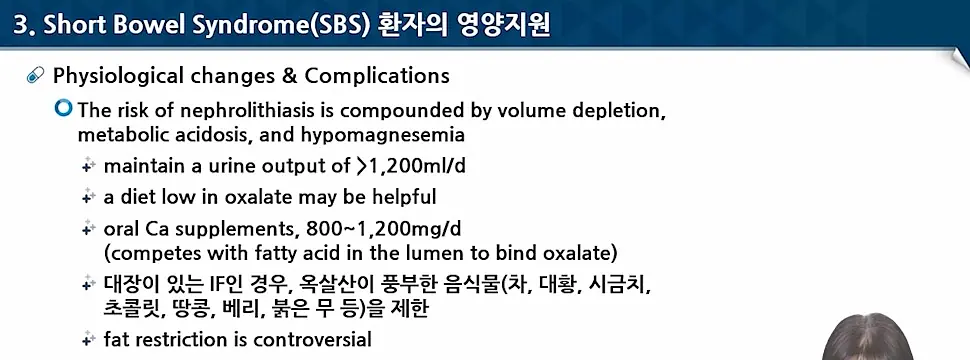 3. Short Bowel Syndrome(SBS) 환자의 영양지원
Physiological changes & Complications
The risk of nephrolithiasis is compounded by volume depletion,
metabolic acidosis, and hypomagnesemia
maintain a urine output of >1,200ml/d
a diet low in oxalate may be helpful
oral Ca supplements, 800~1,200mg/d
(competes with fatty acid in the lumen to bind oxalate)
대장이 있는 IF인 경우, 옥살산이 풍부한 음식물(차, 대황, 시금치,
초콜릿, 땅콩, 베리, 붉은 무 등)을 제한
fat restriction is controversial